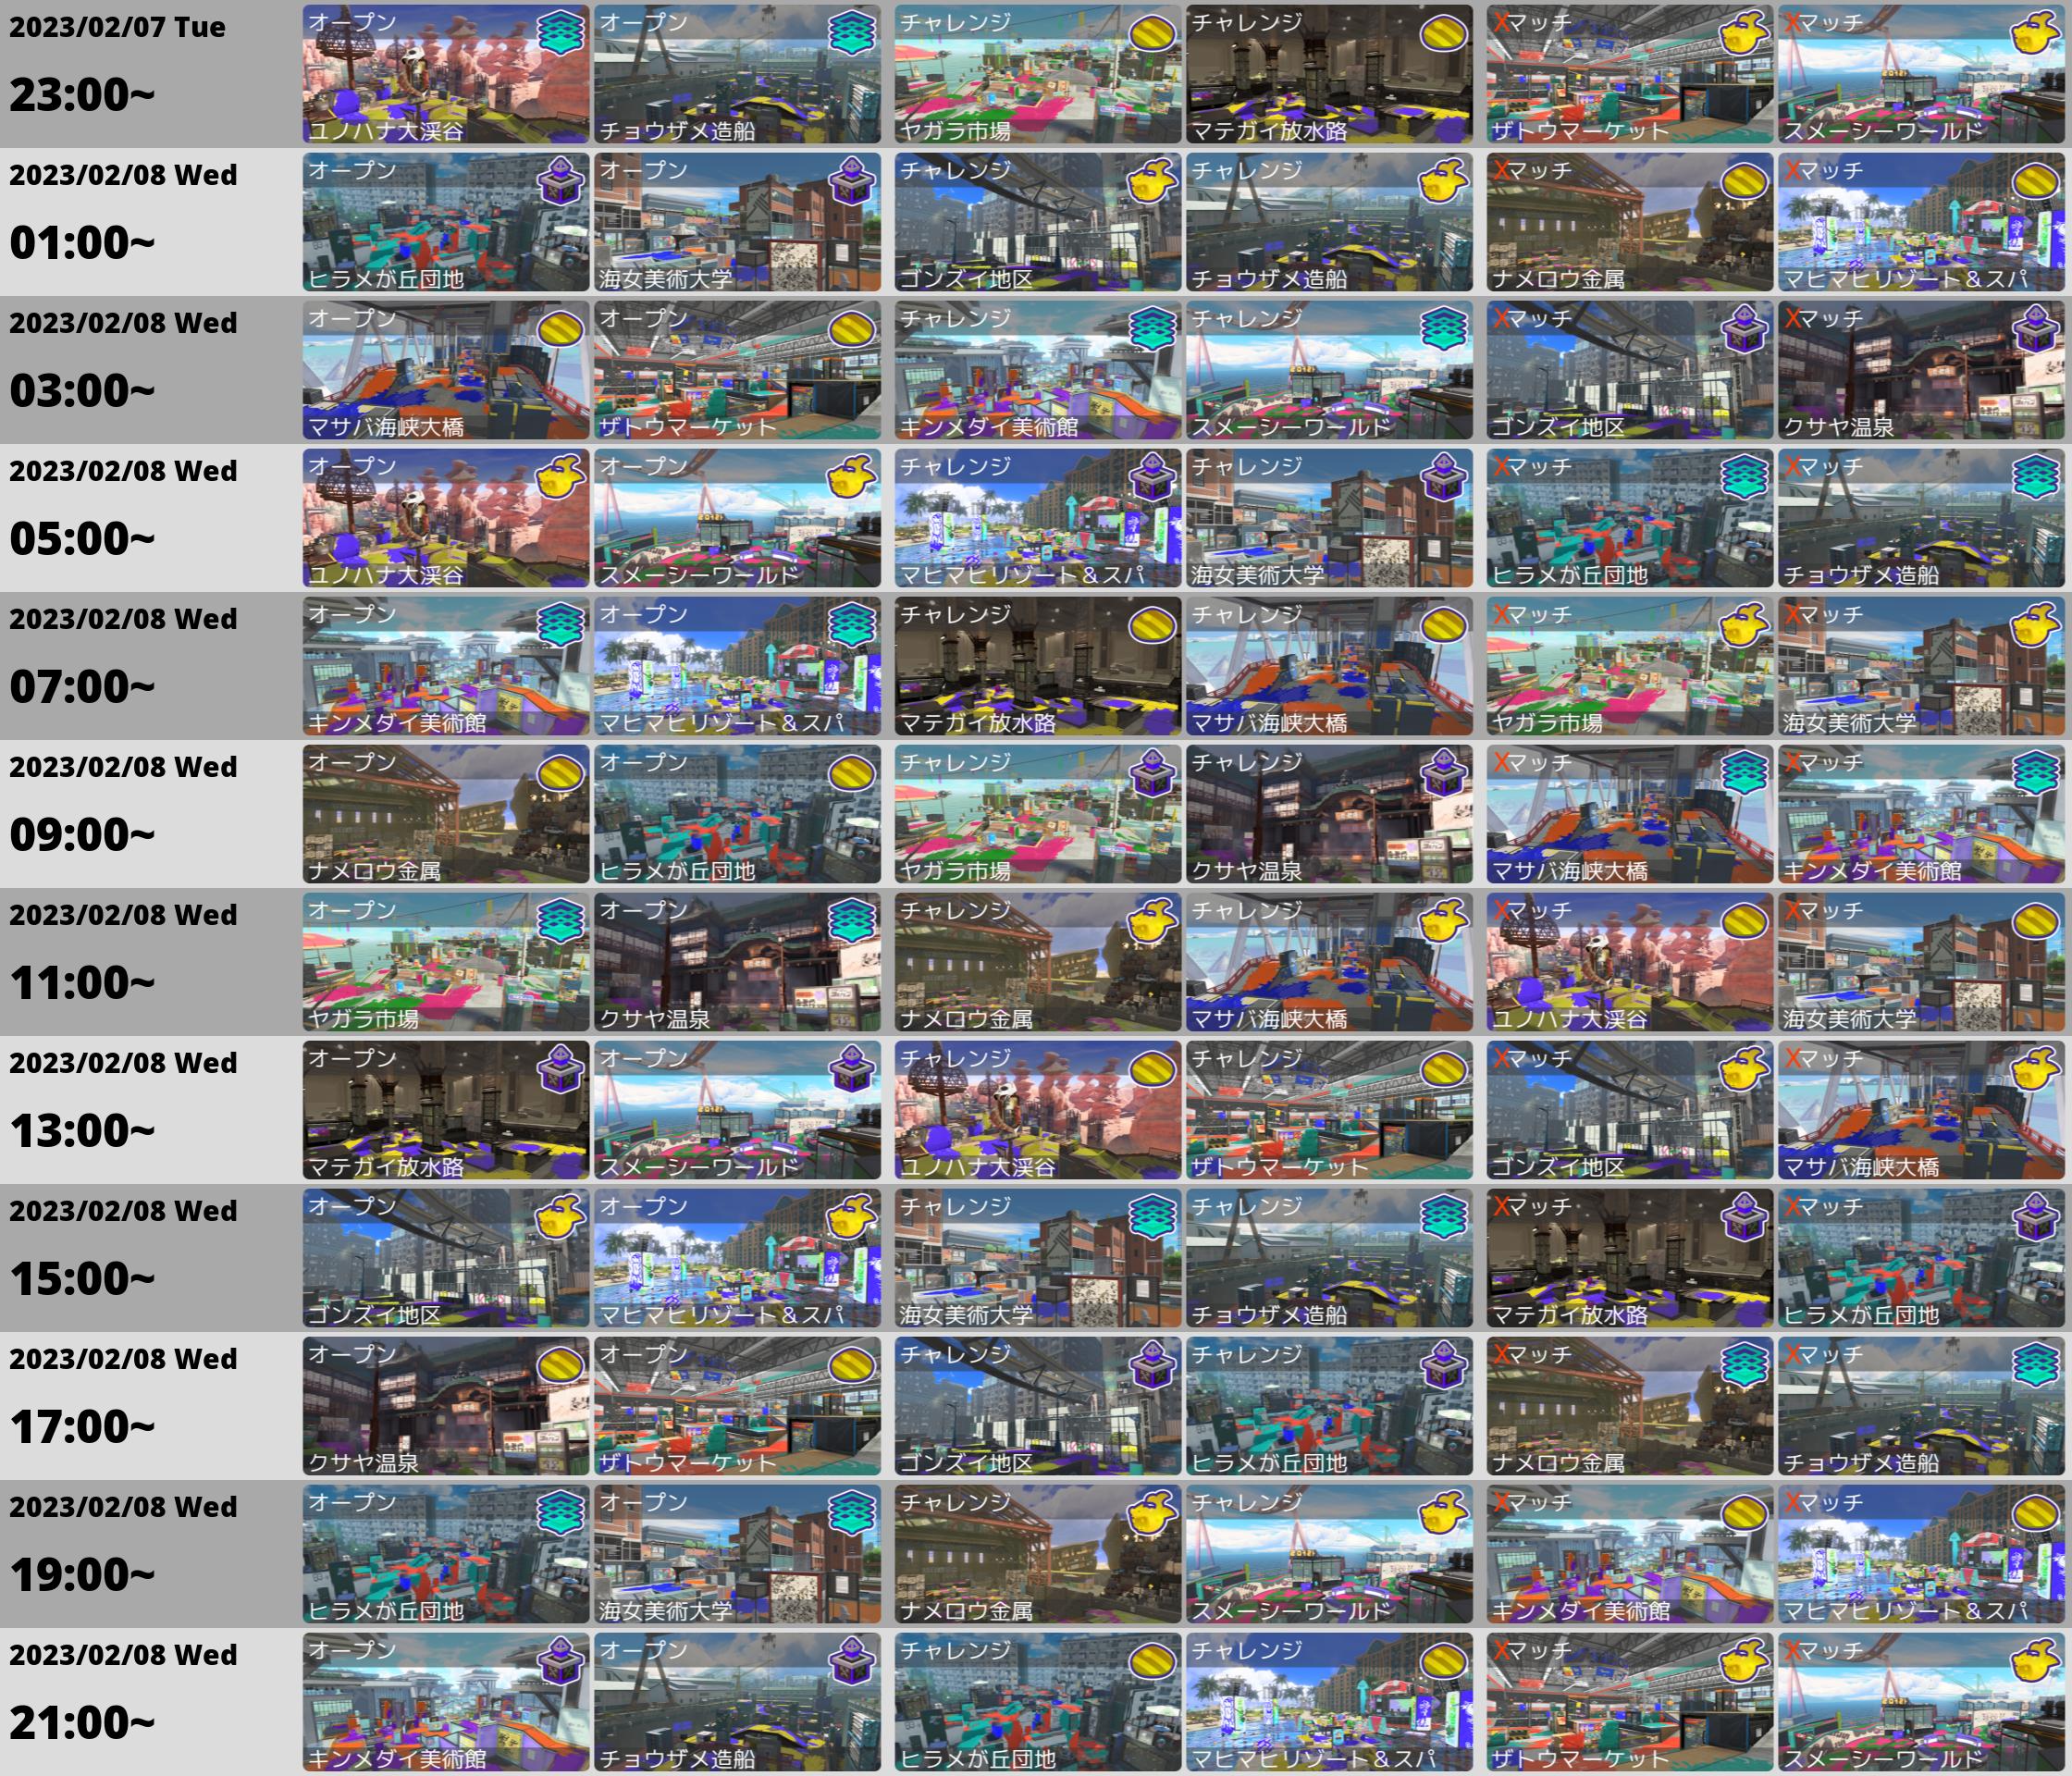 2023/02/07 Tue
23:00~
オープン オープン チャレンジ チャレンジ Xマッチ Xマッチ
ユノハナ大渓谷 チョウザメ造船 ヤガラ市場 マテガイ放水路 ザトウマーケット スメーシーワールド
2023/02/08 Wed
01:00~
オープン オープン チャレンジ チャレンジ Xマッチ Xマッチ
ヒラメが丘団地 海女美術大学 ゴンズイ地区 チョウザメ造船 ナメロウ金属 マヒマヒリゾート＆スパ
2023/02/08 Wed
03:00~
オープン オープン チャレンジ チャレンジ Xマッチ Xマッチ
マサバ海峡大橋 ザトウマーケット キンメダイ美術館 スメーシーワールド ゴンズイ地区 クサヤ温泉
2023/02/08 Wed
05:00~
オープン オープン チャレンジ チャレンジ Xマッチ Xマッチ
ユノハナ大渓谷 スメーシーワールド マヒマヒリゾート＆スパ 海女美術大学 ヒラメが丘団地 チョウザメ造船
2023/02/08 Wed
07:00~
オープン オープン チャレンジ チャレンジ Xマッチ Xマッチ
キンメダイ美術館 マヒマヒリゾート＆スパ マテガイ放水路 マサバ海峡大橋 ヤガラ市場 海女美術大学
2023/02/08 Wed
09:00~
オープン オープン チャレンジ チャレンジ Xマッチ Xマッチ
ナメロウ金属 ヒラメが丘団地 ヤガラ市場 クサヤ温泉 マサバ海峡大橋 キンメダイ美術館
2023/02/08 Wed
11:00~
オープン オープン チャレンジ チャレンジ Xマッチ Xマッチ
ヤガラ市場 クサヤ温泉 ナメロウ金属 マサバ海峡大橋 ユノハナ大渓谷 海女美術大学
2023/02/08 Wed
13:00~
オープン オープン チャレンジ チャレンジ Xマッチ Xマッチ
マテガイ放水路 スメーシーワールド ユノハナ大渓谷 ザトウマーケット ゴンズイ地区 マサバ海峡大橋
2023/02/08 Wed
15:00~
オープン オープン チャレンジ チャレンジ Xマッチ Xマッチ
ゴンズイ地区 マヒマヒリゾート＆スパ 海女美術大学 チョウザメ造船 マテガイ放水路 ヒラメが丘団地
2023/02/08 Wed
17:00~
オープン オープン チャレンジ チャレンジ Xマッチ Xマッチ
クサヤ温泉 ザトウマーケット ゴンズイ地区 ヒラメが丘団地 ナメロウ金属 チョウザメ造船
2023/02/08 Wed
19:00~
オープン オープン チャレンジ チャレンジ Xマッチ Xマッチ
ヒラメが丘団地 海女美術大学 ナメロウ金属 スメーシーワールド キンメダイ美術館 マヒマヒリゾート＆スパ
2023/02/08 Wed
21:00~
オープン オープン チャレンジ チャレンジ Xマッチ Xマッチ
キンメダイ美術館 チョウザメ造船 ヒラメが丘団地 マヒマヒリゾート＆スパ ザトウマーケット スメーシーワールド